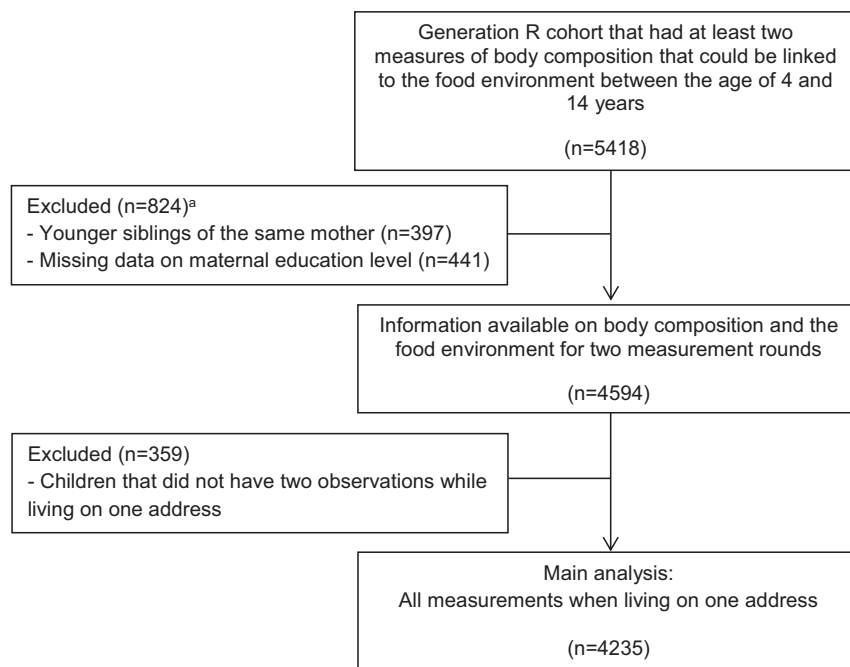 Generation R cohort that had at least two
measures of body composition that could be linked
to the food environment between the age of 4 and
14 years
(n=5418)
Excluded (n=824)ᵃ
- Younger siblings of the same mother (n=397)
- Missing data on maternal education level (n=441)
Information available on body composition and the
food environment for two measurement rounds
(n=4594)
Excluded (n=359)
- Children that did not have two observations while
living on one address
Main analysis:
All measurements when living on one address
(n=4235)